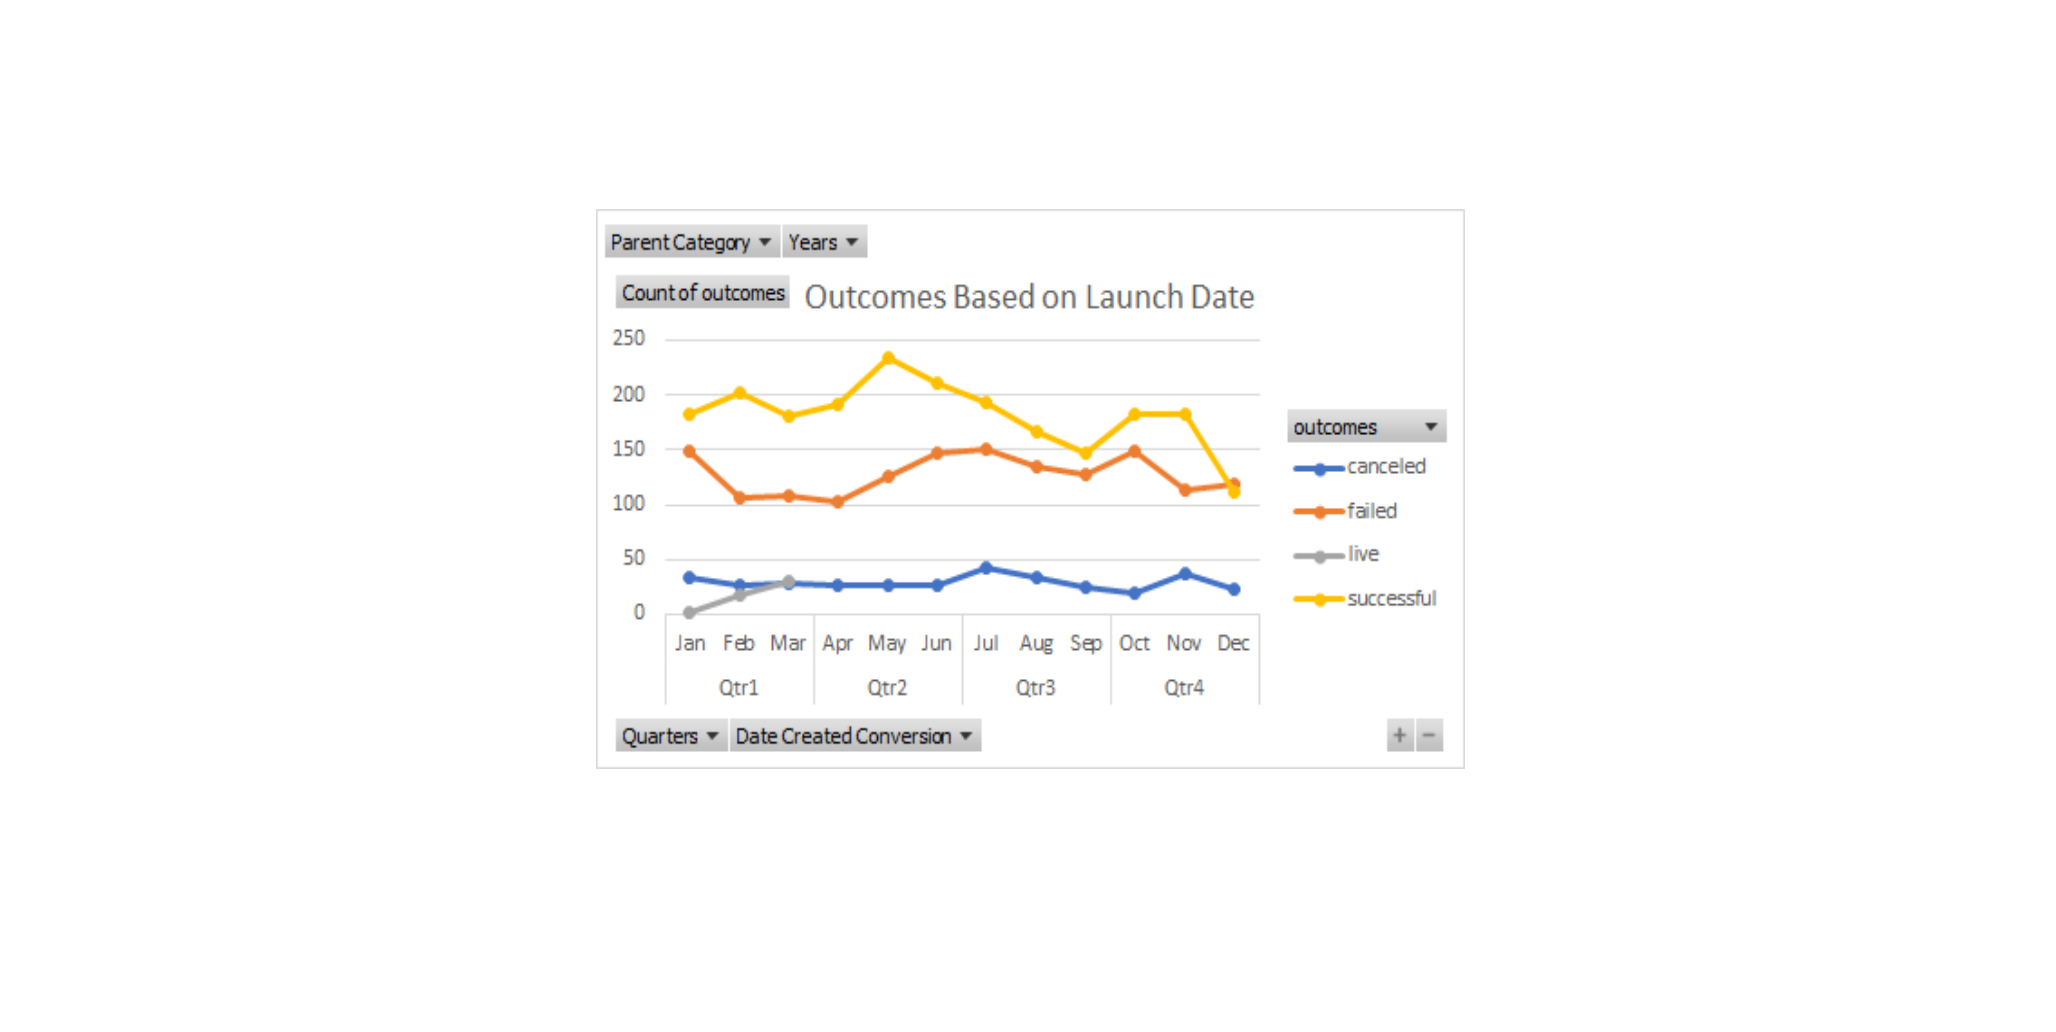 Parent Category Years
Count of outcomes Outcomes Based on Launch Date
250
200
150
100
50
0
Jan Feb Mar Apr May Jun Jul Aug Sep Oct Nov Dec
Qtr1 Qtr2 Qtr3 Qtr4
outcomes
canceled
failed
live
successful
Quarters Date Created Conversion + −